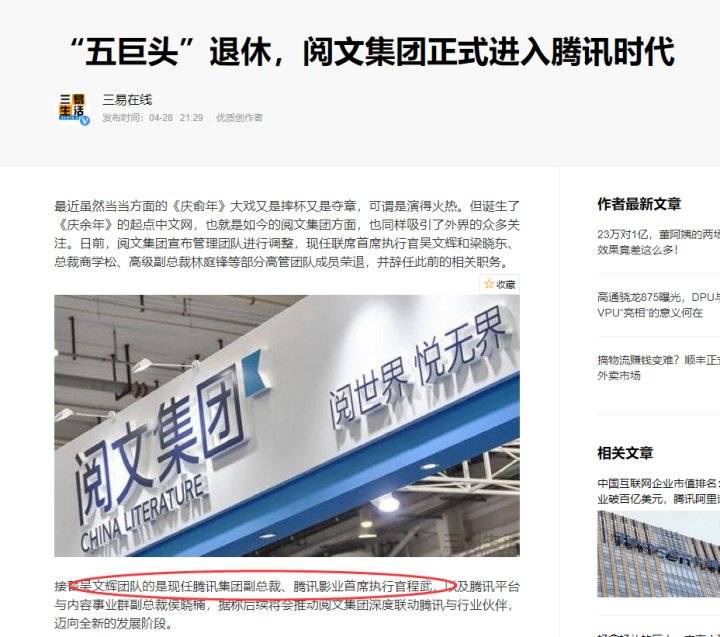 “五巨头”退休，阅文集团正式进入腾讯时代
三易生活
三易在线
发布时间：04-28 21:29 优质创作者
最近虽然当当方面的《庆俞年》大戏又是摔杯又是夺章，可谓是演得火热。但诞生了
《庆余年》的起点中文网，也就是如今的阅文集团方面，也同样吸引了外界的众多关
注。日前，阅文集团宣布管理团队进行调整，现任联席首席执行官吴文辉和梁晓东、
总裁商学松、高级副总裁林庭锋等部分高管团队成员荣退，并辞任此前的相关职务。
收藏
阅文集团
CHINA LITERATURE
阅世界 悦无界
接替吴文辉团队的是现任腾讯集团副总裁、腾讯影业首席执行官程武，以及腾讯平台
与内容事业群副总裁侯晓楠，据称后续将会推动阅文集团深度联动腾讯与行业伙伴，
迈向全新的发展阶段。
作者最新文章
23万对1亿，董阿姨的两场
效果竟差这么多！
高通骁龙875曝光，DPU与
VPU“亮相”的意义何在
搞物流赚钱变难？顺丰正式
外卖市场
相关文章
中国互联网企业市值排名：
业破百亿美元，腾讯阿里
Tencent